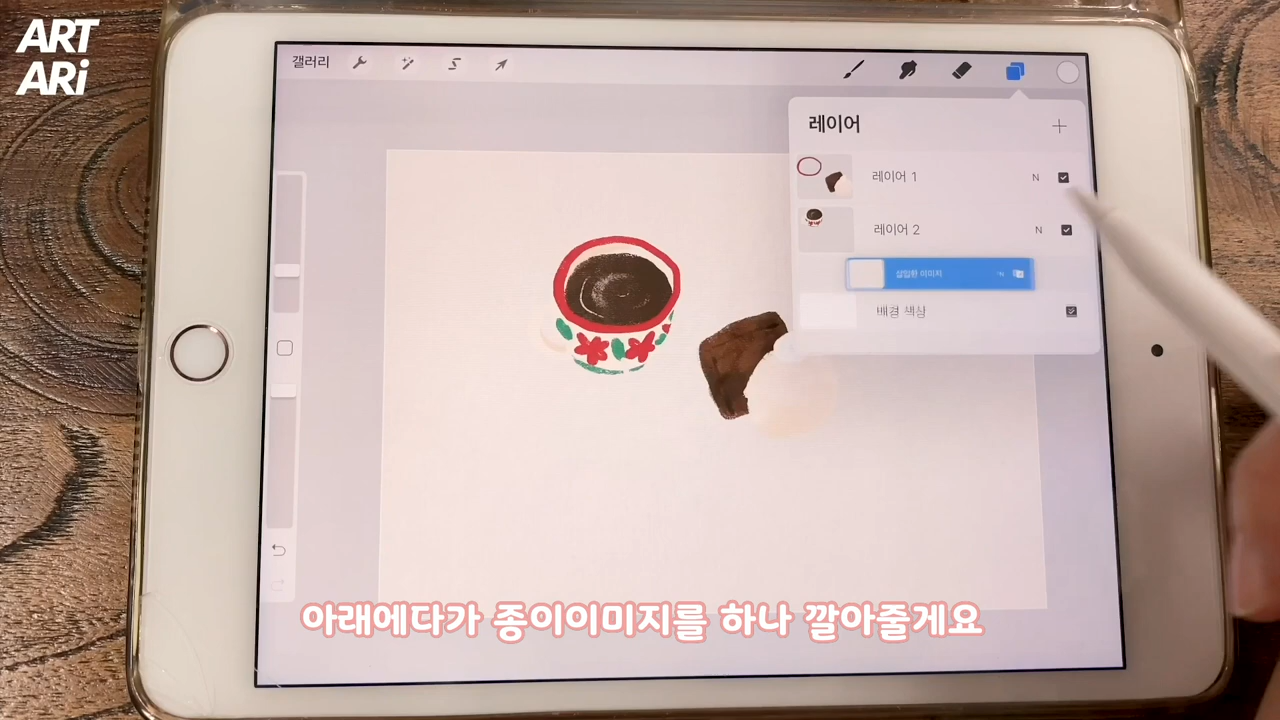 ART
ARi
갤러리
레이어
레이어 1
N
레이어 2
N
삽입한 이미지
N
배경 색상
아래에다가 종이이미지를 하나 깔아줄게요